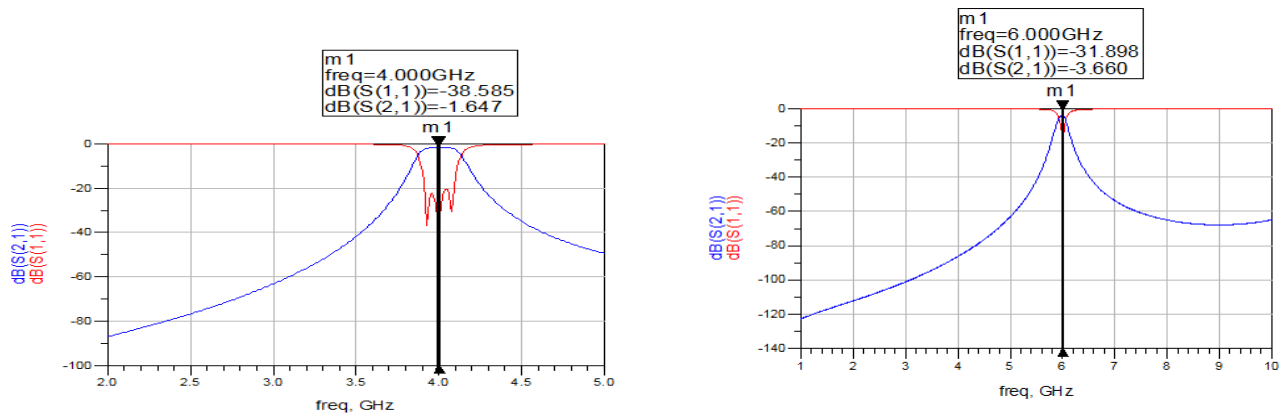 m1
freq=4.000GHz
dB(S(1,1))=-38.585
dB(S(2,1))=-1.647
m1
0
-20
-40
-60
-80
-100
2.0 2.5 3.0 3.5 4.0 4.5 5.0
freq, GHz
dB(S(2,1))
dB(S(1,1))
m1
freq=6.000GHz
dB(S(1,1))=-31.898
dB(S(2,1))=-3.660
m1
0
-20
-40
-60
-80
-100
-120
-140
1 2 3 4 5 6 7 8 9 10
freq, GHz
dB(S(2,1))
dB(S(1,1))